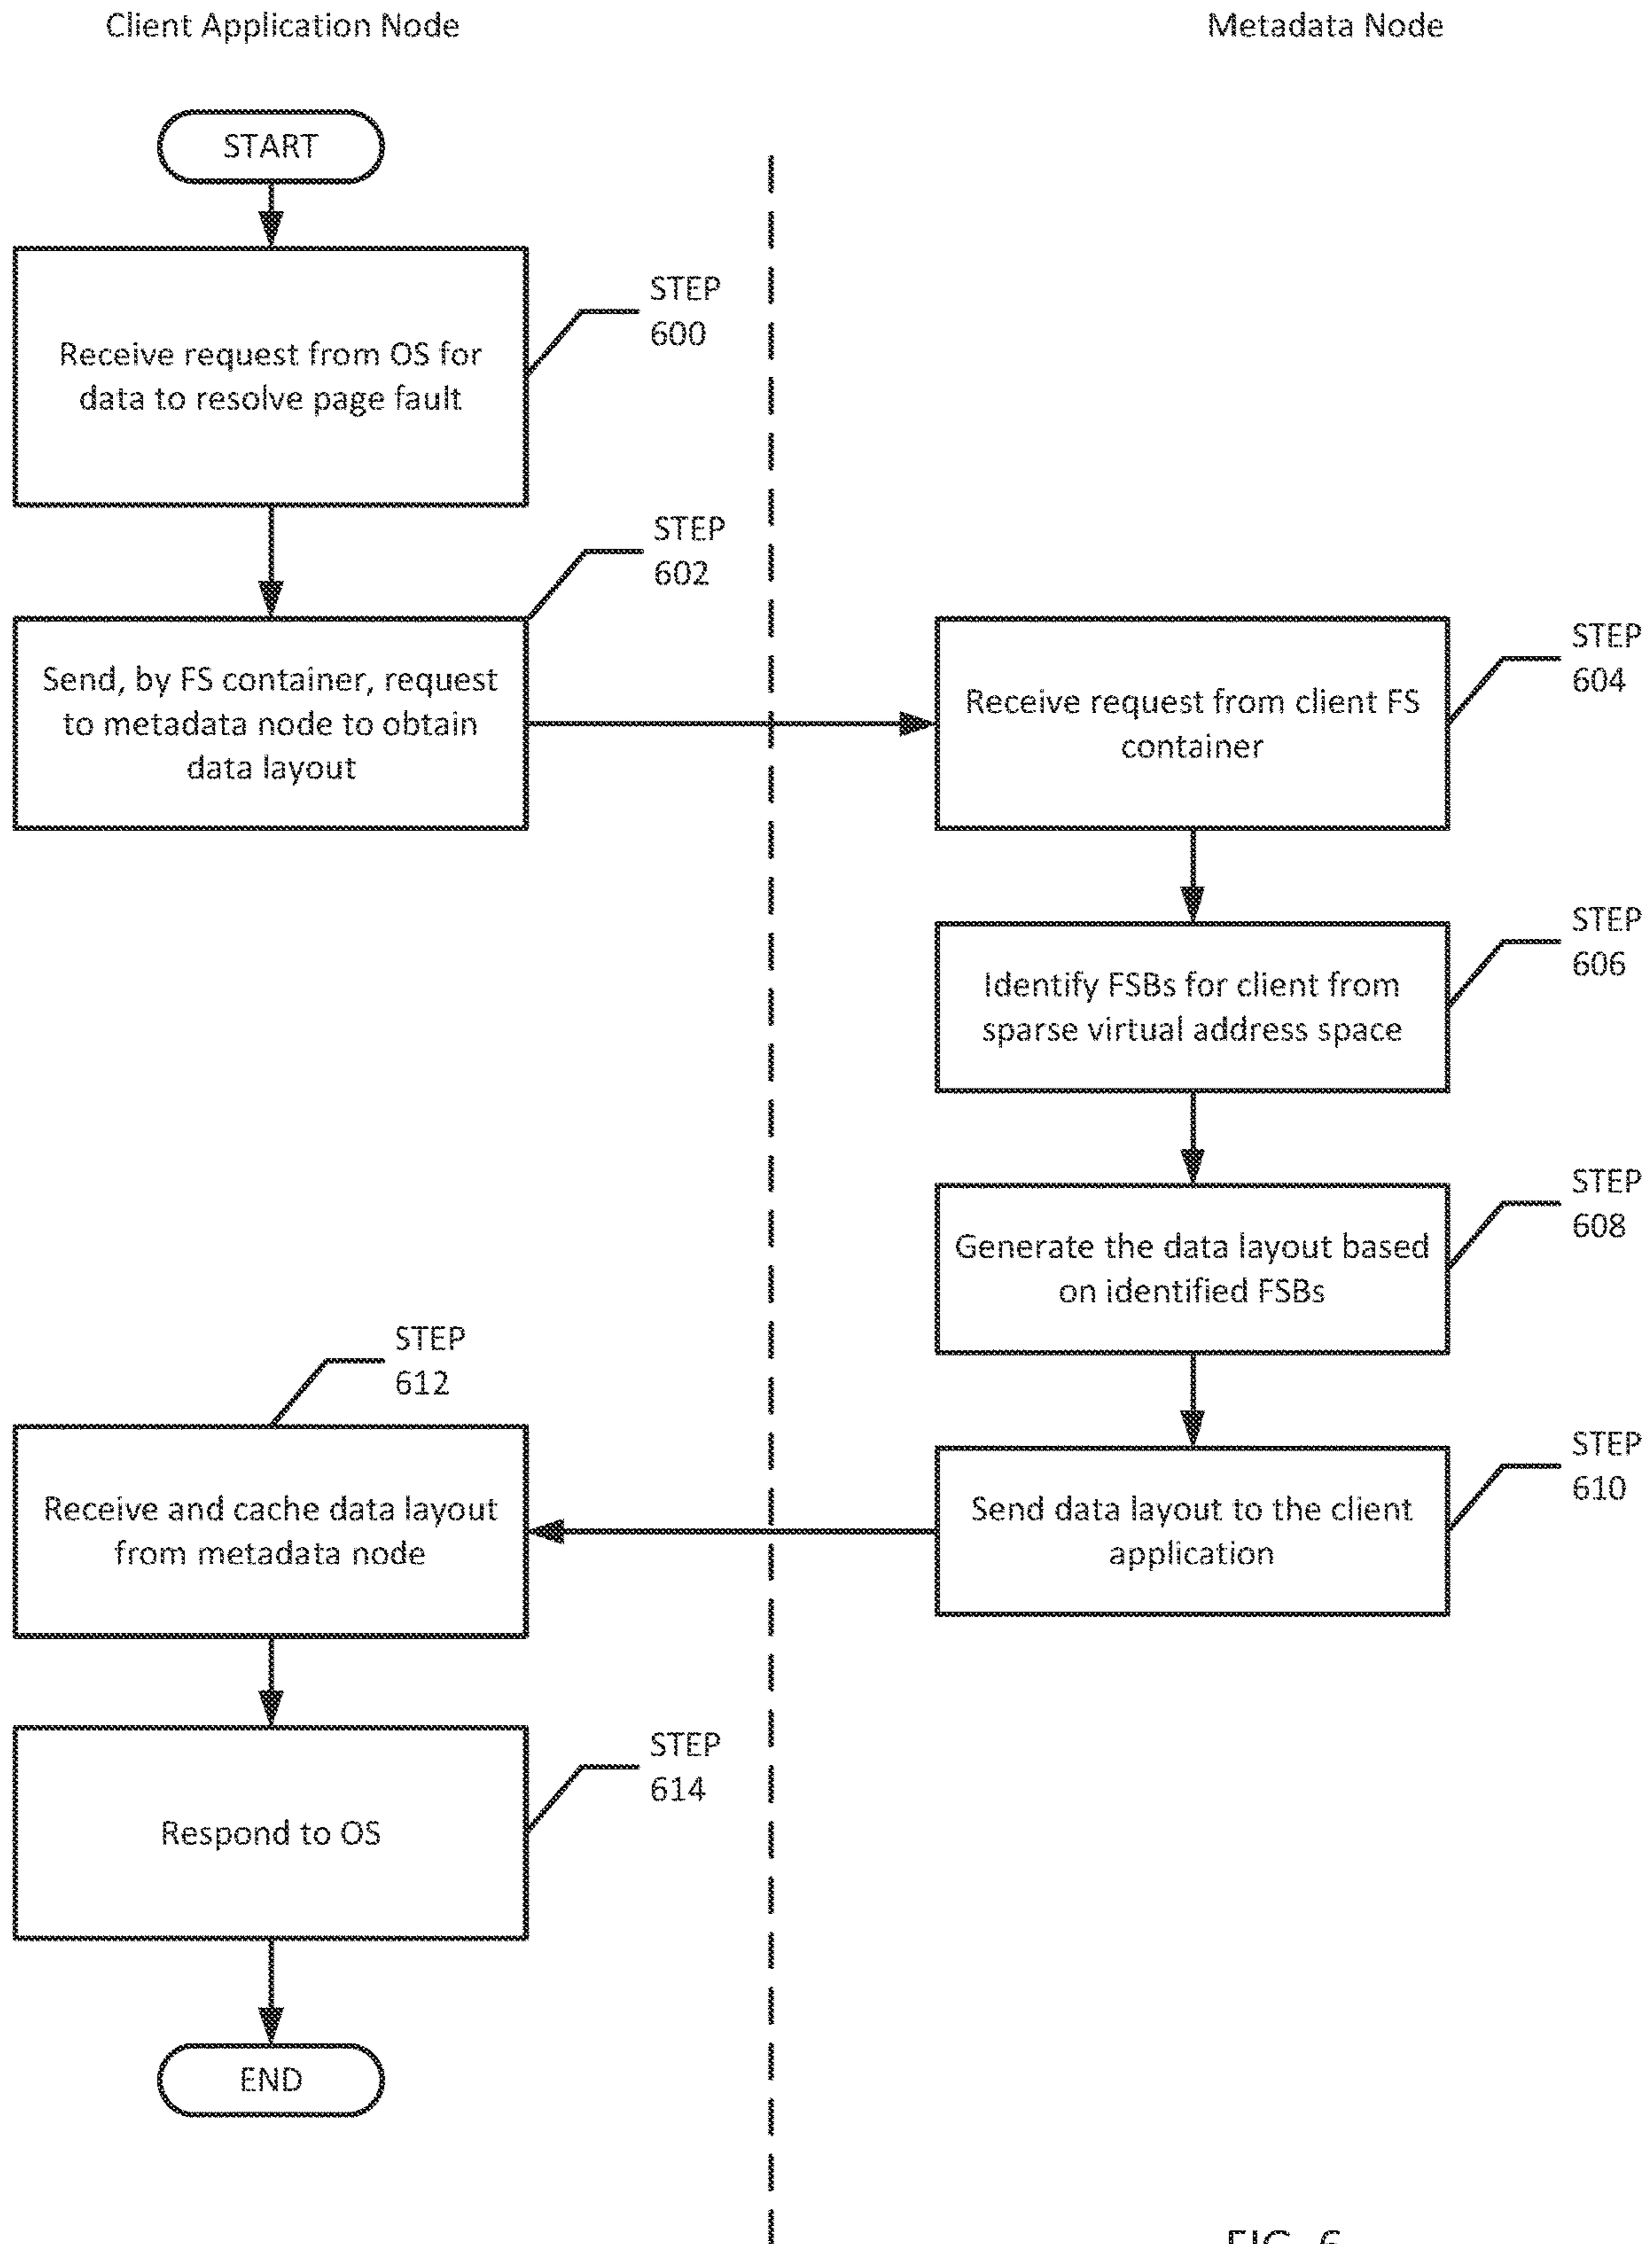 Client Application Node
Metadata Node
START
STEP
600
Receive request from OS for
data to resolve page fault
STEP
602
Send, by FS container, request
to metadata node to obtain
data layout
STEP
604
Receive request from client FS
container
STEP
606
Identify FSBs for client from
sparse virtual address space
STEP
608
Generate the data layout based
on identified FSBs
STEP
610
Send data layout to the client
application
STEP
612
Receive and cache data layout
from metadata node
STEP
614
Respond to OS
END
FIG. 6